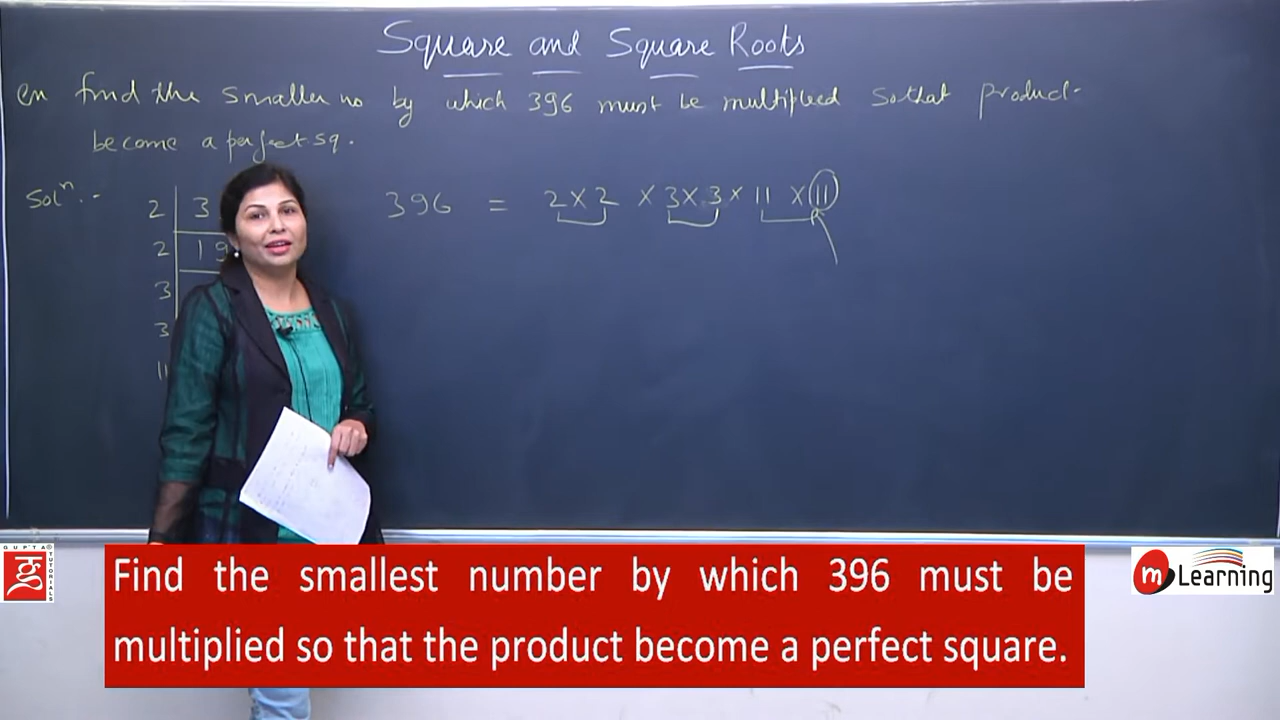 Square and Square Roots
find the smaller no by which 396 must be multiplied so that product
become a perfect sq.
Soln :-
2 3
2 19
3
3
11
396 = 2 × 2 × 3 × 3 × 11 × 11
GUPTA TUTORIALS
Find the smallest number by which 396 must be
multiplied so that the product become a perfect square.
m Learning